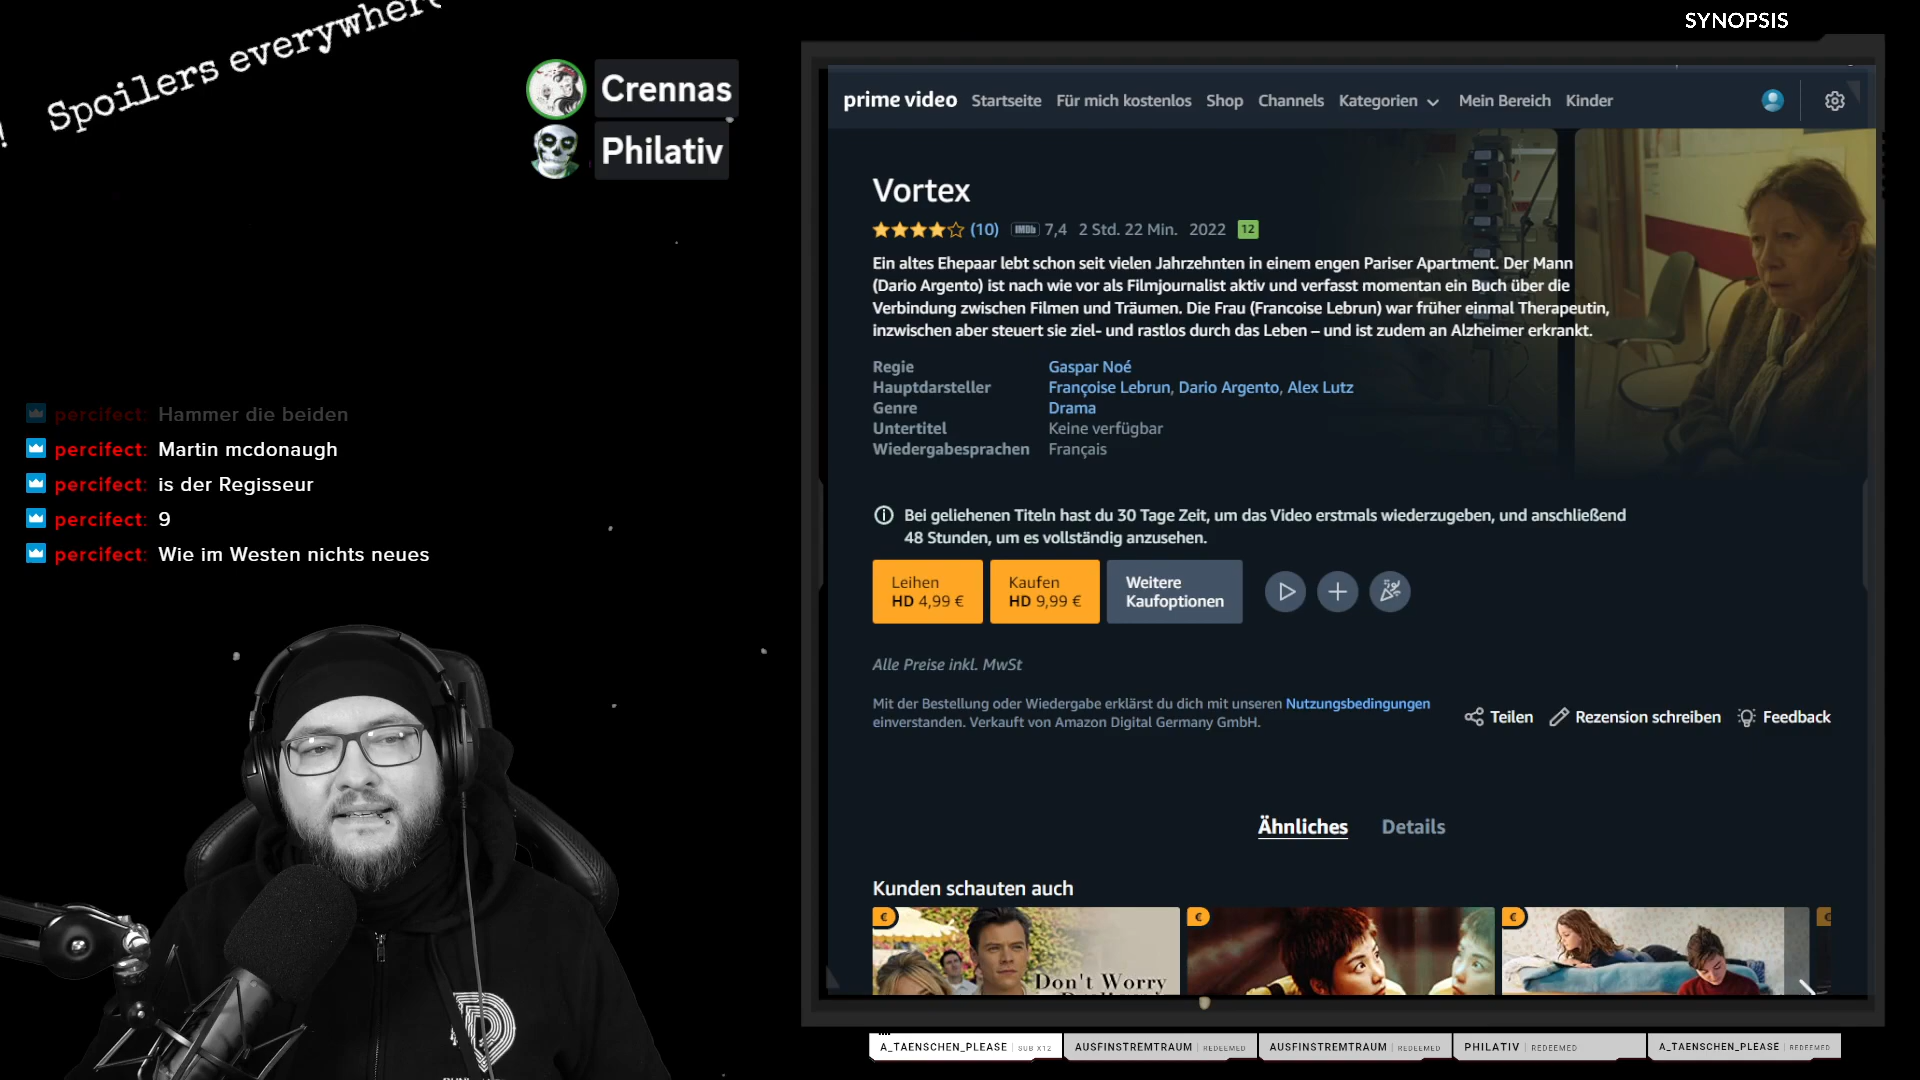 SYNOPSIS
Spoilers everywhere
Crennas
Philativ
percifect: Hammer die beiden
percifect: Martin mcdonaugh
percifect: is der Regisseur
percifect: 9
percifect: Wie im Westen nichts neues
prime video Startseite Für mich kostenlos Shop Channels Kategorien Mein Bereich Kinder
Vortex
(10) IMDb 7,4 2 Std. 22 Min. 2022 12
Ein altes Ehepaar lebt schon seit vielen Jahrzehnten in einem engen Pariser Apartment. Der Mann
(Dario Argento) ist nach wie vor als Filmjournalist aktiv und verfasst momentan ein Buch über die
Verbindung zwischen Filmen und Träumen. Die Frau (Francoise Lebrun) war früher einmal Therapeutin,
inzwischen aber steuert sie ziel- und rastlos durch das Leben – und ist zudem an Alzheimer erkrankt.
Regie Gaspar Noé
Hauptdarsteller Françoise Lebrun, Dario Argento, Alex Lutz
Genre Drama
Untertitel Keine verfügbar
Wiedergabesprachen Français
Bei geliehenen Titeln hast du 30 Tage Zeit, um das Video erstmals wiederzugeben, und anschließend
48 Stunden, um es vollständig anzusehen.
Leihen
HD 4,99 €
Kaufen
HD 9,99 €
Weitere
Kaufoptionen
Alle Preise inkl. MwSt
Mit der Bestellung oder Wiedergabe erklärst du dich mit unseren Nutzungsbedingungen
einverstanden. Verkauft von Amazon Digital Germany GmbH.
Teilen Rezension schreiben Feedback
Ähnliches Details
Kunden schauten auch
€ € € €
Don't Worry
A_TAENSCHEN_PLEASE SUB X12
AUSFINSTREMTRAUM REDEEMED
AUSFINSTREMTRAUM REDEEMED
PHILATIV REDEEMED
A_TAENSCHEN_PLEASE REDEEMED